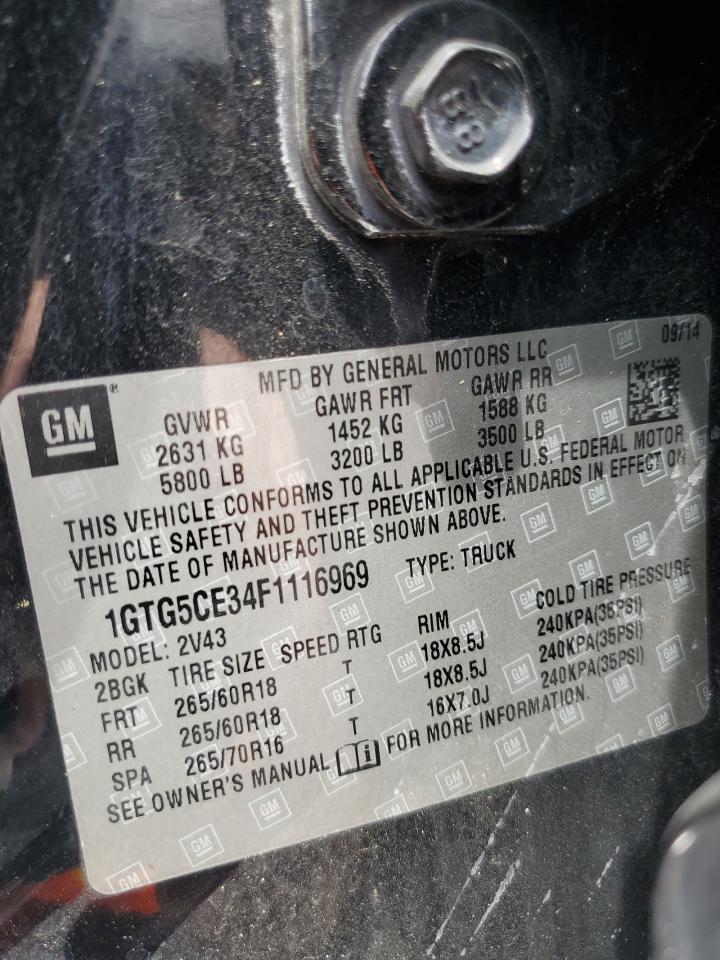 B8
09/14
GM®
MFD BY GENERAL MOTORS LLC
GVWR GAWR FRT GAWR RR
2631 KG 1452 KG 1588 KG
5800 LB 3200 LB 3500 LB
THIS VEHICLE CONFORMS TO ALL APPLICABLE U.S. FEDERAL MOTOR
VEHICLE SAFETY AND THEFT PREVENTION STANDARDS IN EFFECT ON
THE DATE OF MANUFACTURE SHOWN ABOVE.
1GTG5CE34F1116969 TYPE: TRUCK
MODEL: 2V43
2BGK TIRE SIZE SPEED RTG RIM COLD TIRE PRESSURE
FRT 265/60R18 T 18X8.5J 240KPA(35PSI)
RR 265/60R18 T 18X8.5J 240KPA(35PSI)
SPA 265/70R16 T 16X7.0J 240KPA(35PSI)
SEE OWNER'S MANUAL i FOR MORE INFORMATION.